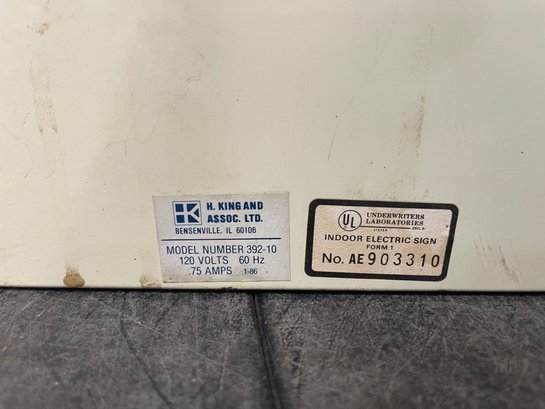 H. KING AND
ASSOC. LTD.
BENSENVILLE, IL 60106
MODEL NUMBER 392-10
120 VOLTS 60 Hz
.75 AMPS 1-86
UL
UNDERWRITERS
LABORATORIES
LISTED INC.®
INDOOR ELECTRIC SIGN
FORM 1
No. AE903310